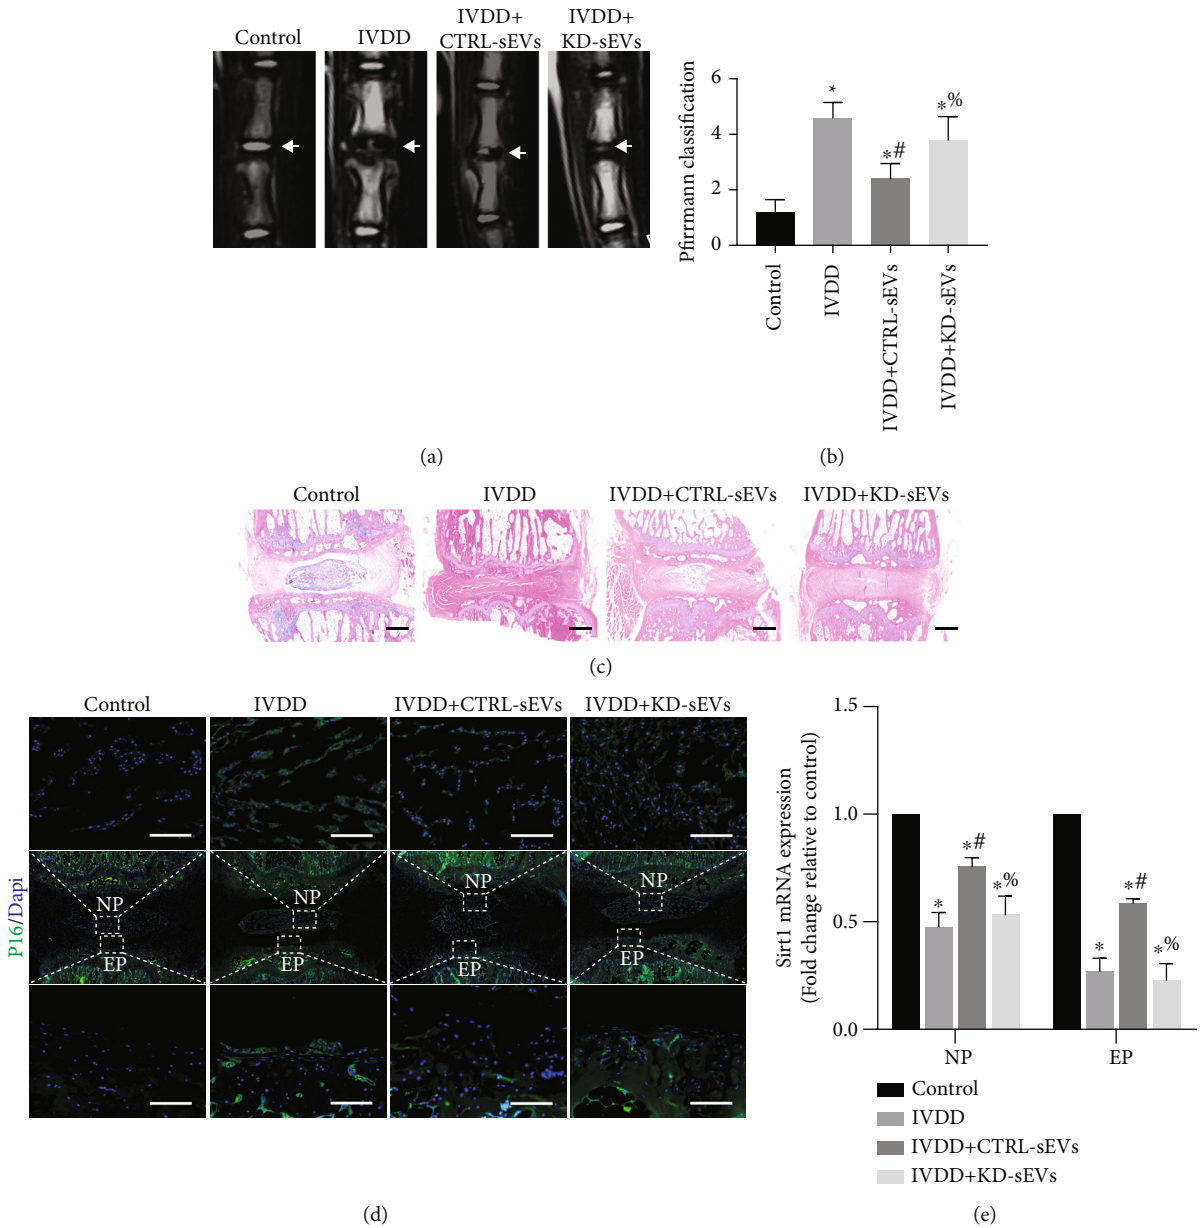 Control
IVDD
IVDD+
CTRL-sEVs
IVDD+
KD-sEVs
Pfirrmann classification
6
4
2
0
*
*#
*%
Control
IVDD
IVDD+CTRL-sEVs
IVDD+KD-sEVs
(a)
(b)
Control
IVDD
IVDD+CTRL-sEVs
IVDD+KD-sEVs
(c)
Control
IVDD
IVDD+CTRL-sEVs
IVDD+KD-sEVs
P16/Dapi
NP
EP
NP
EP
NP
EP
NP
EP
(d)
Sirt1 mRNA expression
(Fold change relative to control)
1.5
1.0
0.5
0.0
*
*#
*%
*
*#
*%
NP
EP
Control
IVDD
IVDD+CTRL-sEVs
IVDD+KD-sEVs
(e)